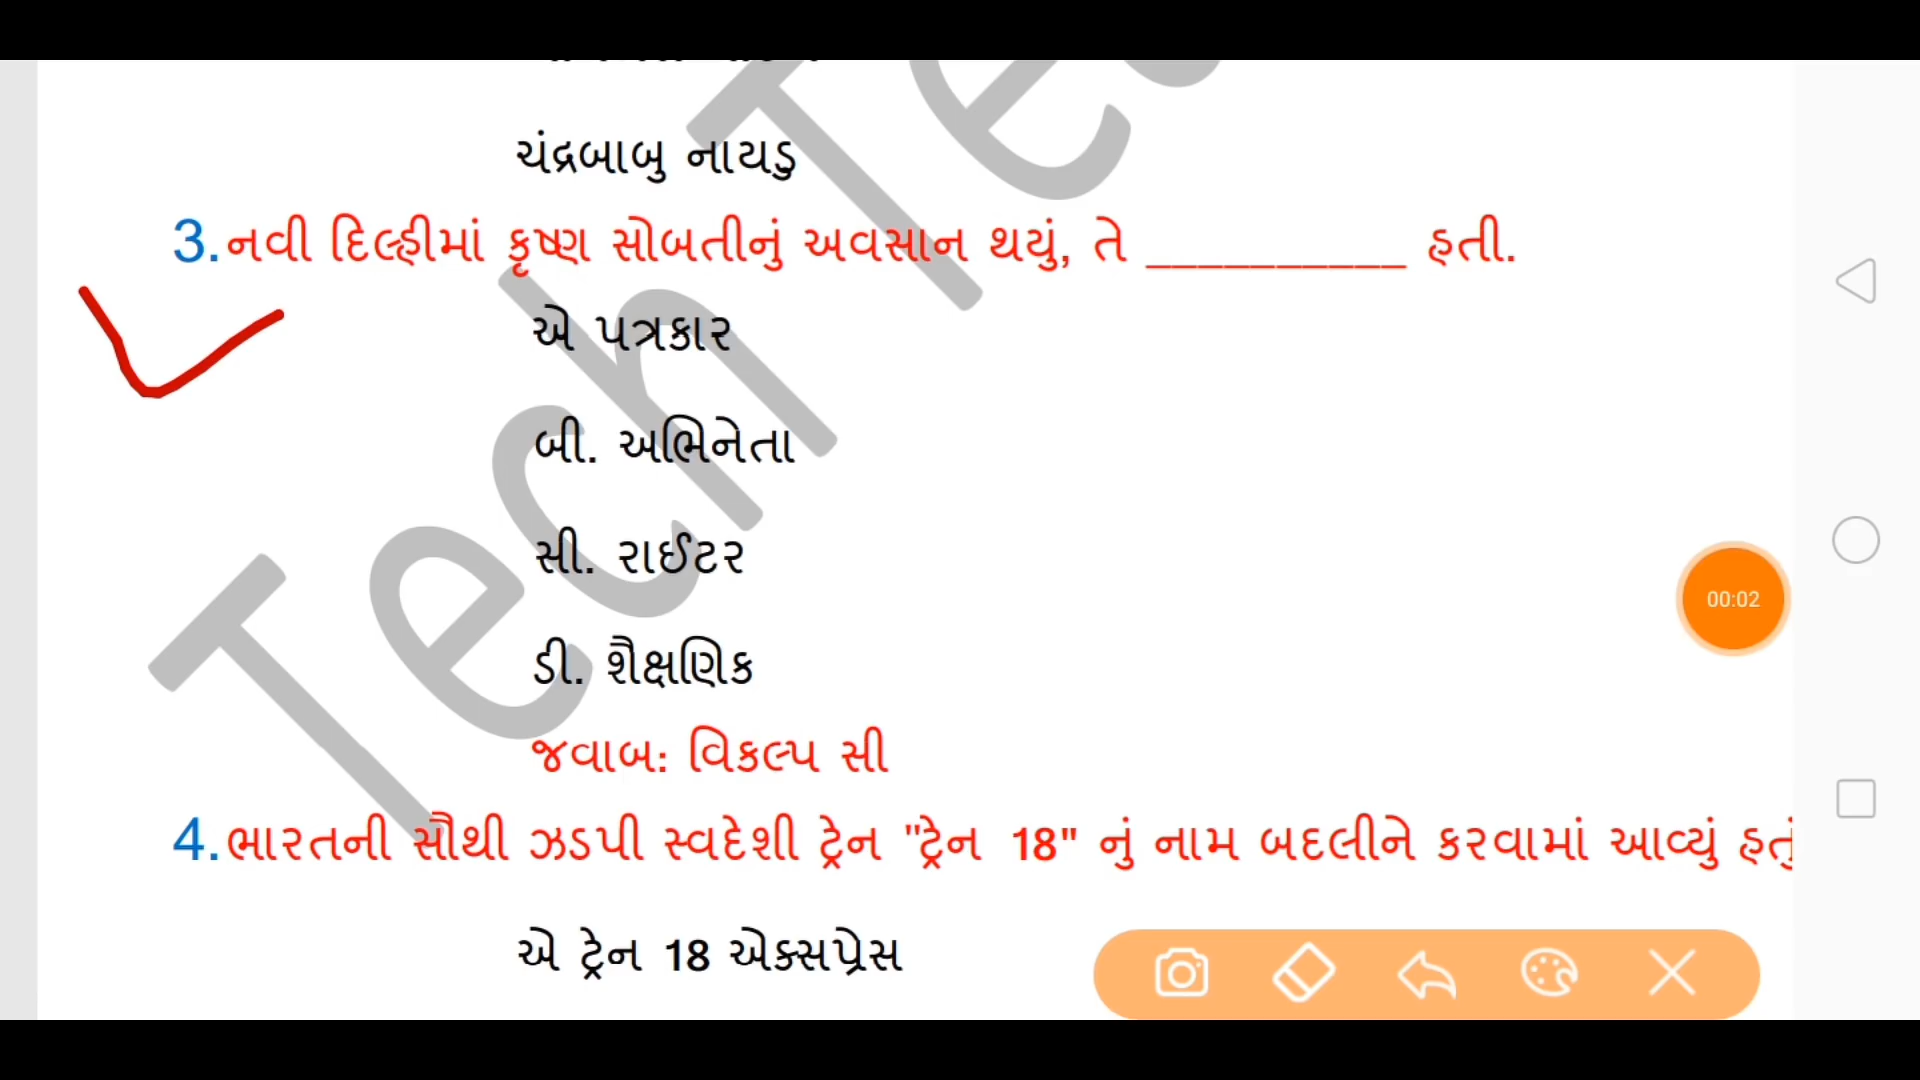 ચંદ્રબાબુ નાયડુ
3. નવી દિલ્હીમાં કૃષ્ણ સોબતીનું અવસાન થયું, તે __________ હતી.
એ પત્રકાર
બી. અભિનેતા
સી. રાઈટર
ડી. શૈક્ષણિક
જવાબ: વિકલ્પ સી
4. ભારતની સૌથી ઝડપી સ્વદેશી ટ્રેન "ટ્રેન 18" નું નામ બદલીને કરવામાં આવ્યું હતું
એ ટ્રેન 18 એક્સપ્રેસ
00:02
Tech